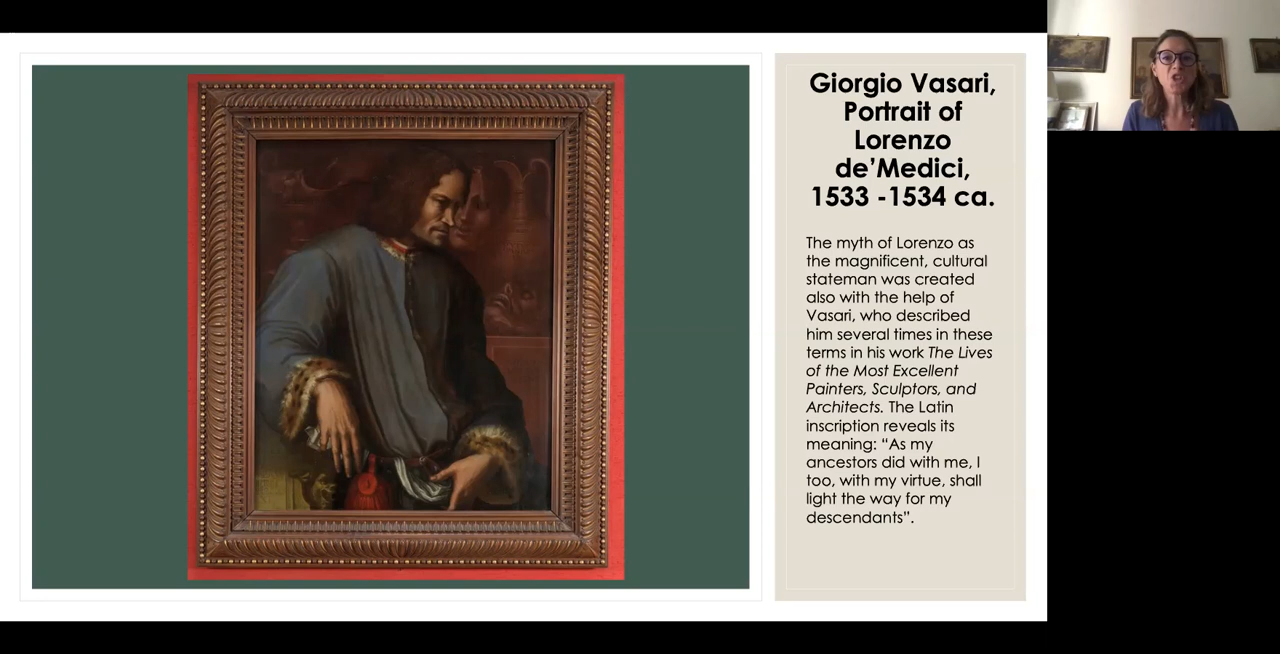 Giorgio Vasari,
Portrait of
Lorenzo
de’Medici,
1533 -1534 ca.
The myth of Lorenzo as
the magnificent, cultural
stateman was created
also with the help of
Vasari, who described
him several times in these
terms in his work The Lives
of the Most Excellent
Painters, Sculptors, and
Architects. The Latin
inscription reveals its
meaning: “As my
ancestors did with me, I
too, with my virtue, shall
light the way for my
descendants”.